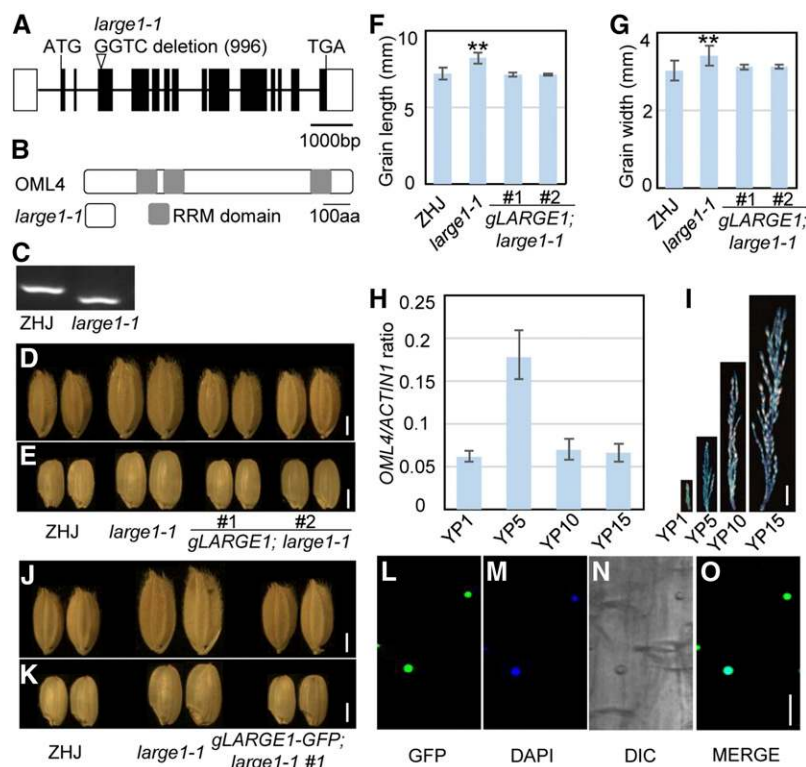 A
large1-1
ATG GGTC deletion (996) TGA
1000bp
B
OML4
large1-1 RRM domain 100aa
C
ZHJ large1-1
D
E
ZHJ large1-1 #1 #2
gLARGE1; large1-1
F
Grain length (mm)
10
5
0
**
ZHJ large1-1 #1 #2
gLARGE1;
large1-1
G
Grain width (mm)
4
2
0
**
ZHJ large1-1 #1 #2
gLARGE1;
large1-1
H
OML4/ACTIN1 ratio
0.25
0.2
0.15
0.1
0.05
0
YP1 YP5 YP10 YP15
I
YP1 YP5 YP10 YP15
J
K
ZHJ large1-1 gLARGE1-GFP;
large1-1 #1
L M N O
GFP DAPI DIC MERGE